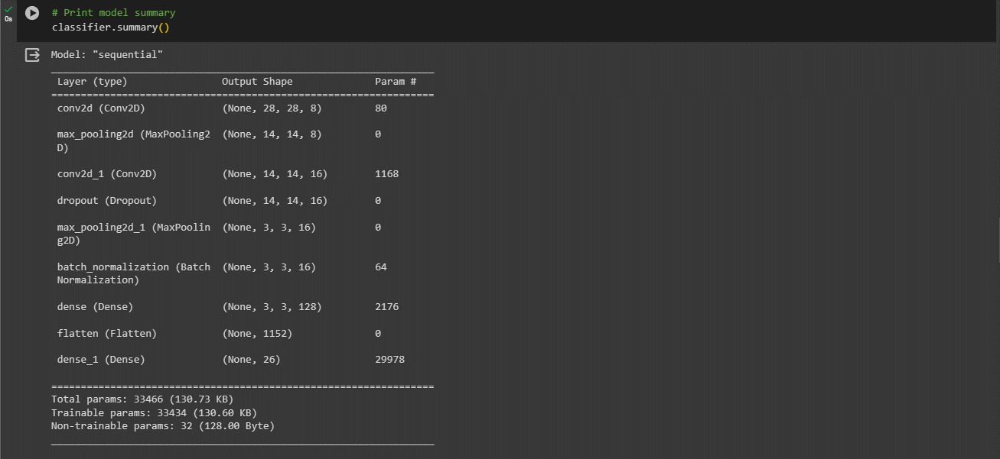 0s
# Print model summary
classifier.summary()
Model: "sequential"
_________________________________________________________________
Layer (type) Output Shape Param #
=================================================================
conv2d (Conv2D) (None, 28, 28, 8) 80
max_pooling2d (MaxPooling2 (None, 14, 14, 8) 0
D)
conv2d_1 (Conv2D) (None, 14, 14, 16) 1168
dropout (Dropout) (None, 14, 14, 16) 0
max_pooling2d_1 (MaxPoolin (None, 3, 3, 16) 0
g2D)
batch_normalization (Batch (None, 3, 3, 16) 64
Normalization)
dense (Dense) (None, 3, 3, 128) 2176
flatten (Flatten) (None, 1152) 0
dense_1 (Dense) (None, 26) 29978
=================================================================
Total params: 33466 (130.73 KB)
Trainable params: 33434 (130.60 KB)
Non-trainable params: 32 (128.00 Byte)
_________________________________________________________________